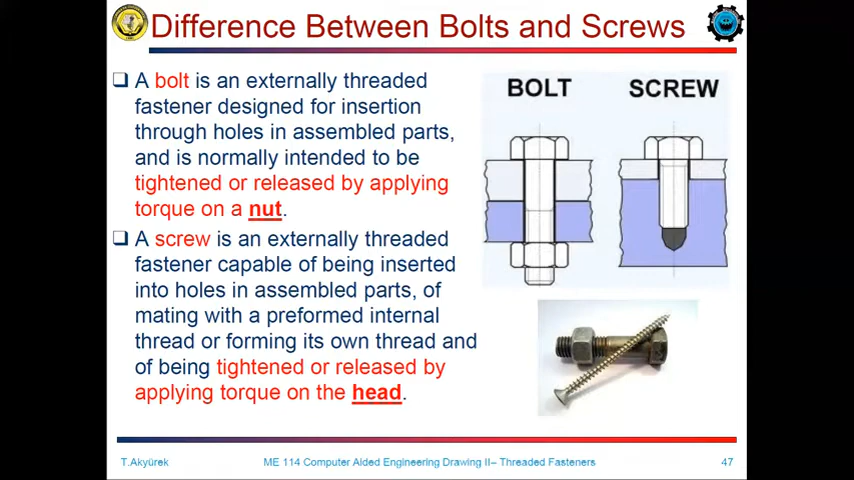 Difference Between Bolts and Screws
❑ A bolt is an externally threaded
fastener designed for insertion
through holes in assembled parts,
and is normally intended to be
tightened or released by applying
torque on a nut.
❑ A screw is an externally threaded
fastener capable of being inserted
into holes in assembled parts, of
mating with a preformed internal
thread or forming its own thread and
of being tightened or released by
applying torque on the head.
BOLT
SCREW
T.Akyürek
ME 114 Computer Aided Engineering Drawing II– Threaded Fasteners
47